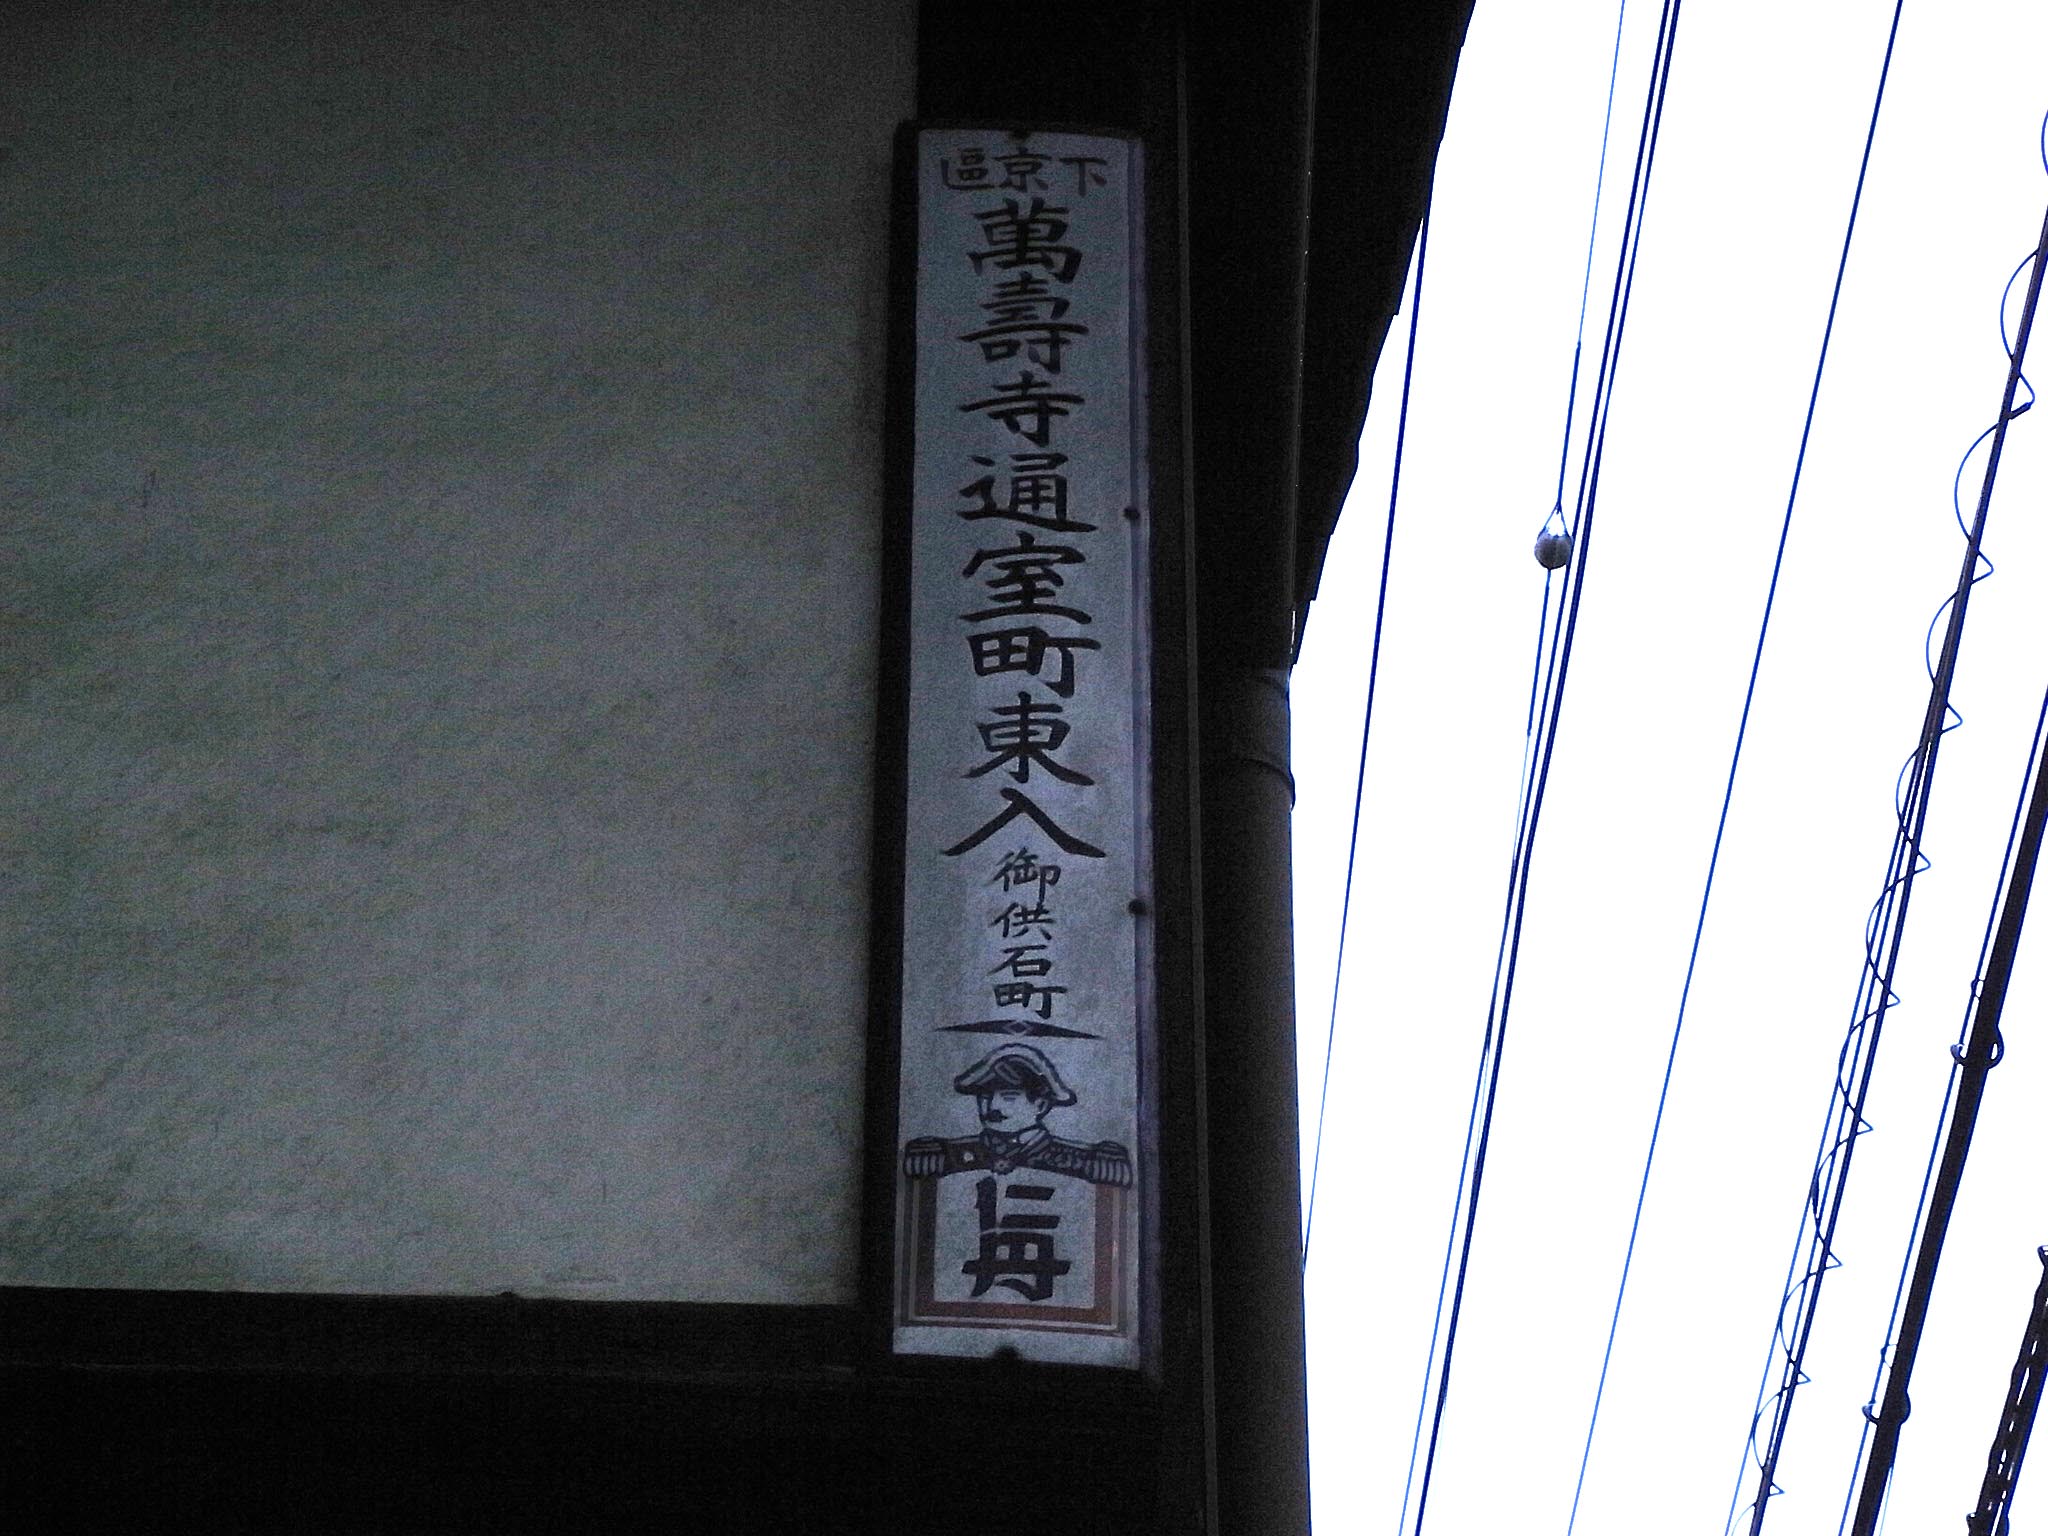 下京區
萬壽寺通室町東入
御供石町
仁丹